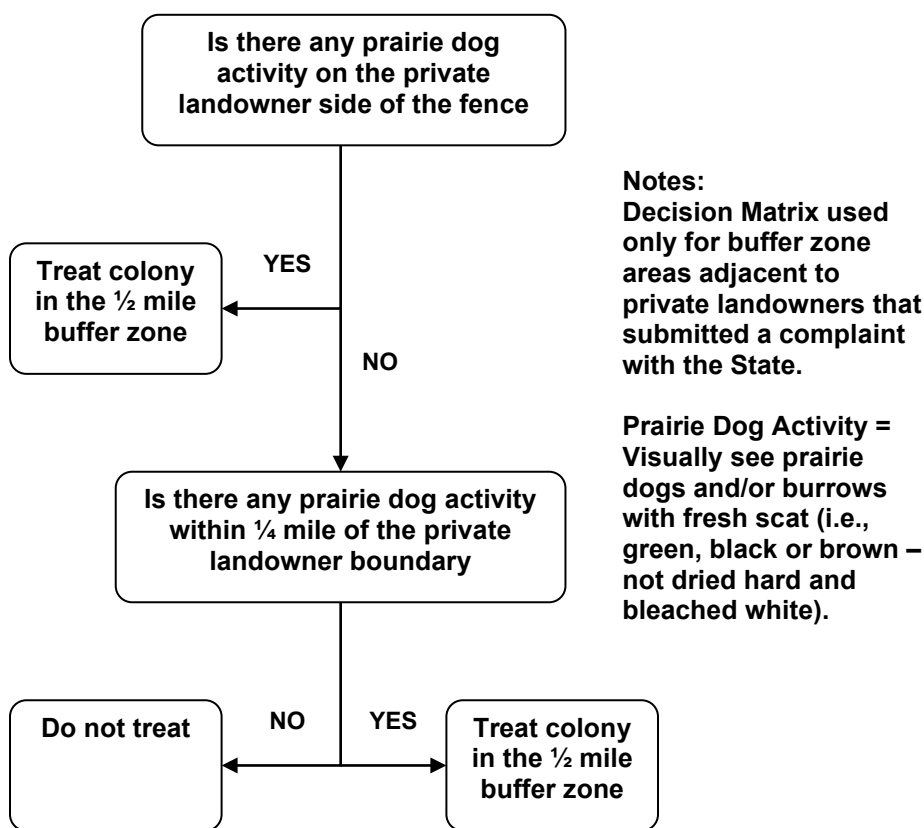 Is there any prairie dog
activity on the private
landowner side of the fence
YES
Treat colony
in the ½ mile
buffer zone
NO
Is there any prairie dog activity
within ¼ mile of the private
landowner boundary
NO
YES
Do not treat
Treat colony
in the ½ mile
buffer zone
Notes:
Decision Matrix used
only for buffer zone
areas adjacent to
private landowners that
submitted a complaint
with the State.
Prairie Dog Activity =
Visually see prairie
dogs and/or burrows
with fresh scat (i.e.,
green, black or brown –
not dried hard and
bleached white).